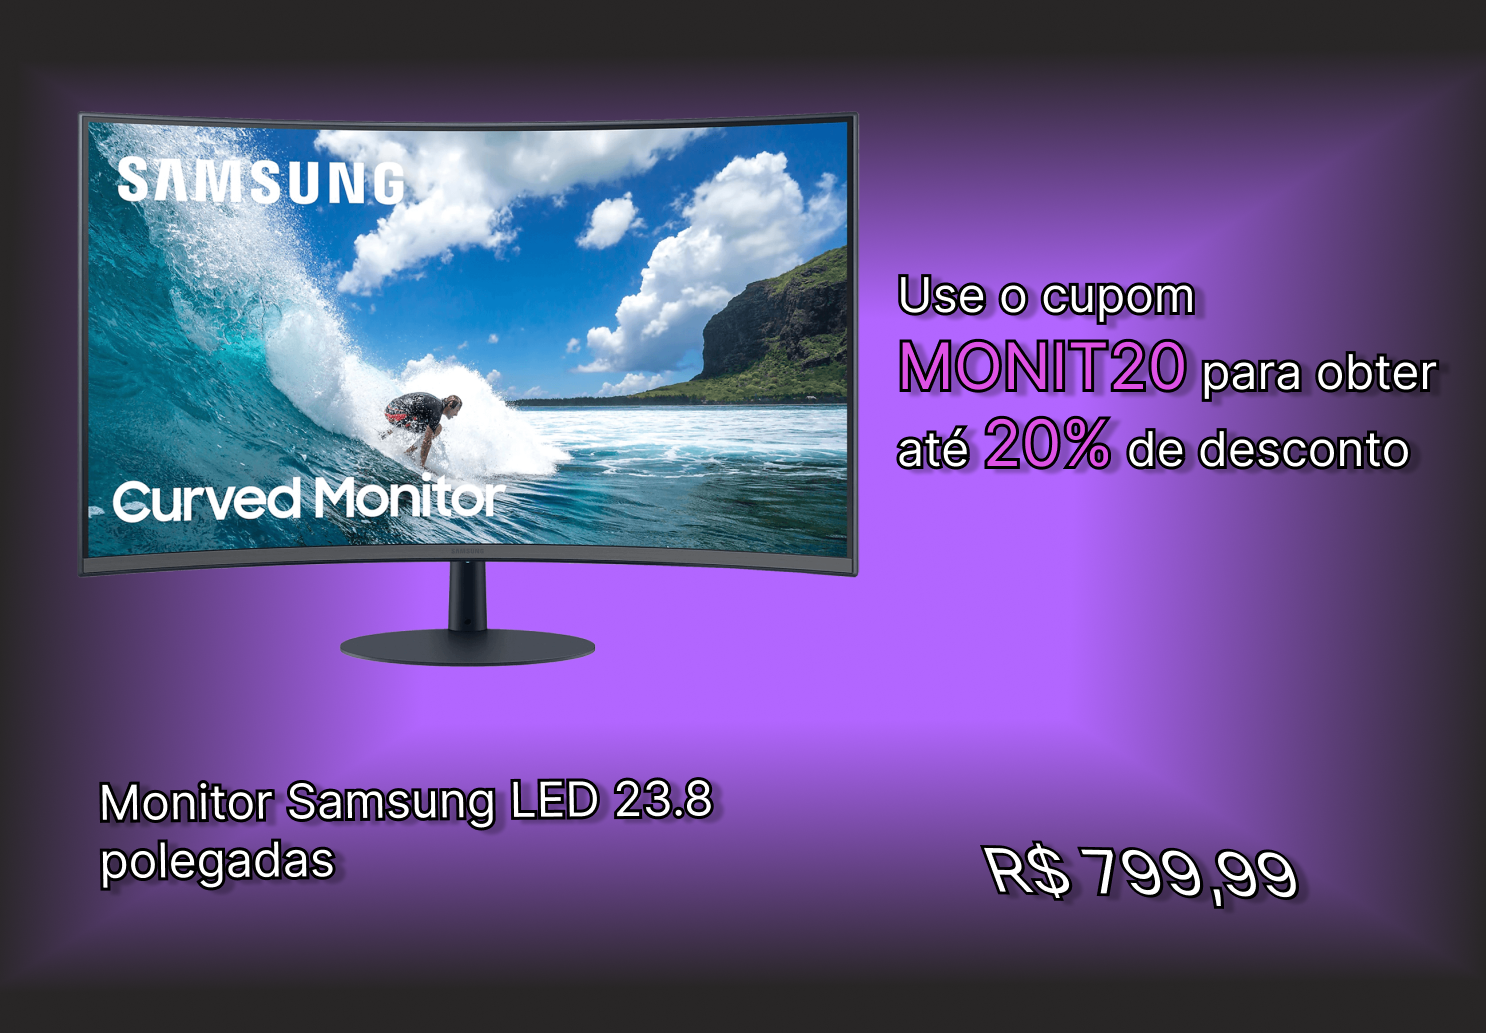 SAMSUNG
Curved Monitor
SAMSUNG
Use o cupom
MONIT20 para obter
até 20% de desconto
Monitor Samsung LED 23.8
polegadas
R$ 799,99